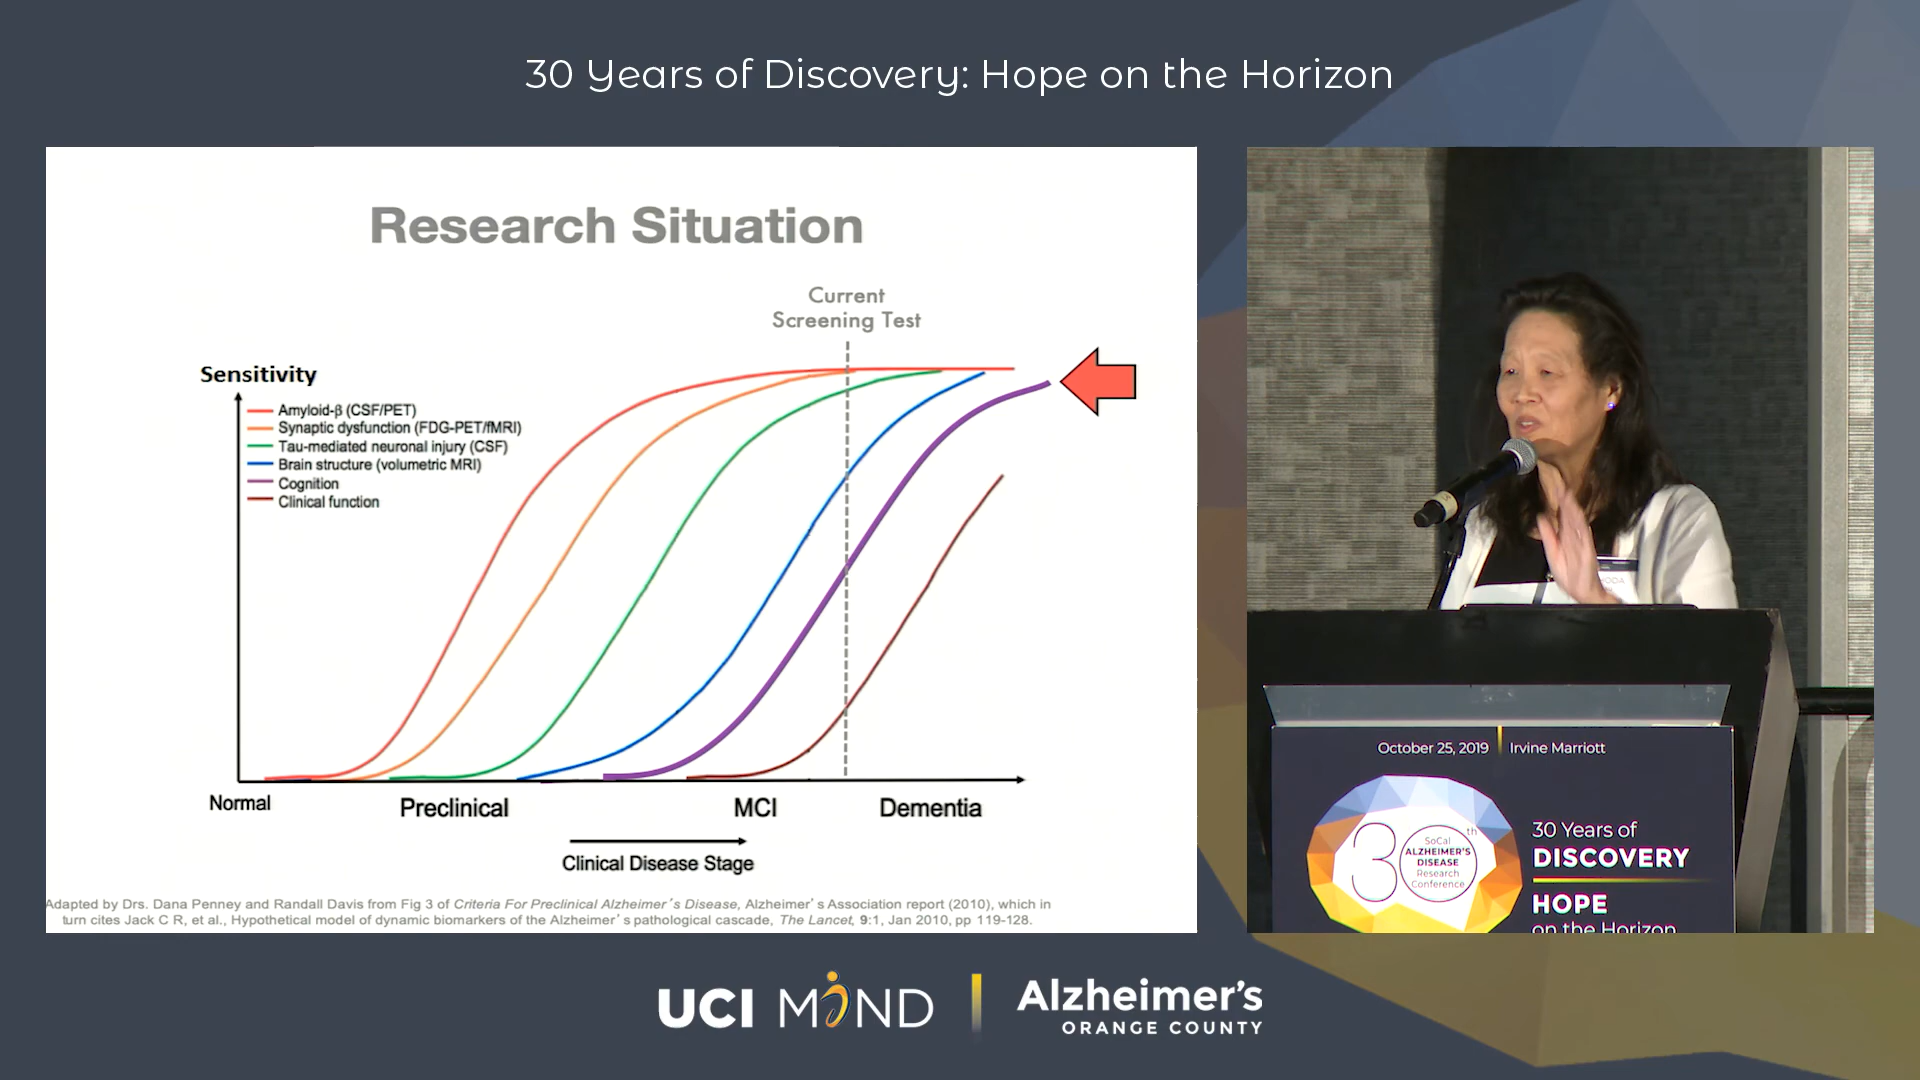 30 Years of Discovery: Hope on the Horizon
Research Situation
Current
Screening Test
Sensitivity
Amyloid-β (CSF/PET)
Synaptic dysfunction (FDG-PET/fMRI)
Tau-mediated neuronal injury (CSF)
Brain structure (volumetric MRI)
Cognition
Clinical function
Normal
Preclinical
MCI
Dementia
Clinical Disease Stage
Adapted by Drs. Dana Penney and Randall Davis from Fig 3 of Criteria For Preclinical Alzheimer's Disease, Alzheimer's Association report (2010), which in
turn cites Jack C R, et al., Hypothetical model of dynamic biomarkers of the Alzheimer's pathological cascade, The Lancet, 9:1, Jan 2010, pp 119-128.
October 25, 2019 | Irvine Marriott
30th
SoCal
ALZHEIMER'S
DISEASE
Research
Conference
30 Years of
DISCOVERY
HOPE
on the Horizon
UCI MIND
Alzheimer's
ORANGE COUNTY